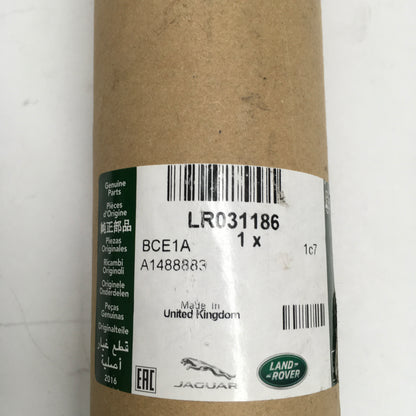 Genuine
Parts
Pièces
d'Origine
純正部品
Piezas
Originales
Ricambi
Originali
Originele
Onderdelen
Peças
Genuínas
Originalteile
قطع غيار
أصلية
2016
LR031186
1 x
BCE1A
1c7
A1488883
Made in
United Kingdom
EAC
JAGUAR
LAND
ROVER